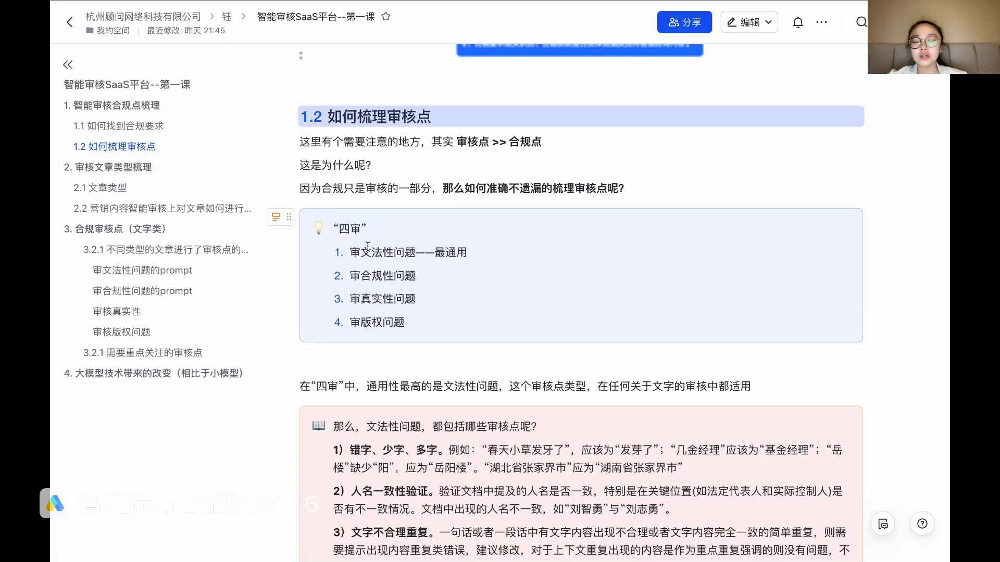 杭州顾问网络科技有限公司 > 钰 > 智能审核SaaS平台--第一课
我的空间 最近修改: 昨天 21:45
分享
编辑
智能审核SaaS平台--第一课
1. 智能审核合规点梳理
1.1 如何找到合规要求
1.2 如何梳理审核点
2. 审核文章类型梳理
2.1 文章类型
2.2 营销内容智能审核上对文章如何进行...
3. 合规审核点（文字类）
3.2.1 不同类型的文章进行了审核点的...
审文法性问题的prompt
审合规性问题的prompt
审核真实性
审核版权问题
3.2.1 需要重点关注的审核点
4. 大模型技术带来的改变（相比于小模型）
1.2 如何梳理审核点
这里有个需要注意的地方，其实 审核点 >> 合规点
这是为什么呢？
因为合规只是审核的一部分，那么如何准确不遗漏的梳理审核点呢？
“四审”
1. 审文法性问题——最通用
2. 审合规性问题
3. 审真实性问题
4. 审版权问题
在“四审”中，通用性最高的是文法性问题，这个审核点类型，在任何关于文字的审核中都适用
那么，文法性问题，都包括哪些审核点呢？
1）错字、少字、多字。例如：“春天小草发牙了”，应该为“发芽了”；“几金经理”应该为“基金经理”；“岳
楼”缺少“阳”，应为“岳阳楼”。“湖北省张家界市”应为“湖南省张家界市”
2）人名一致性验证。验证文档中提及的人名是否一致，特别是在关键位置(如法定代表人和实际控制人)是
否有不一致情况。文档中出现的人名不一致，如“刘智勇”与“刘志勇”。
3）文字不合理重复。一句话或者一段话中有文字内容出现不合理或者文字内容完全一致的简单重复，则需
要提示出现内容重复类错误，建议修改，对于上下文重复出现的内容是作为重点重复强调的则没有问题，不